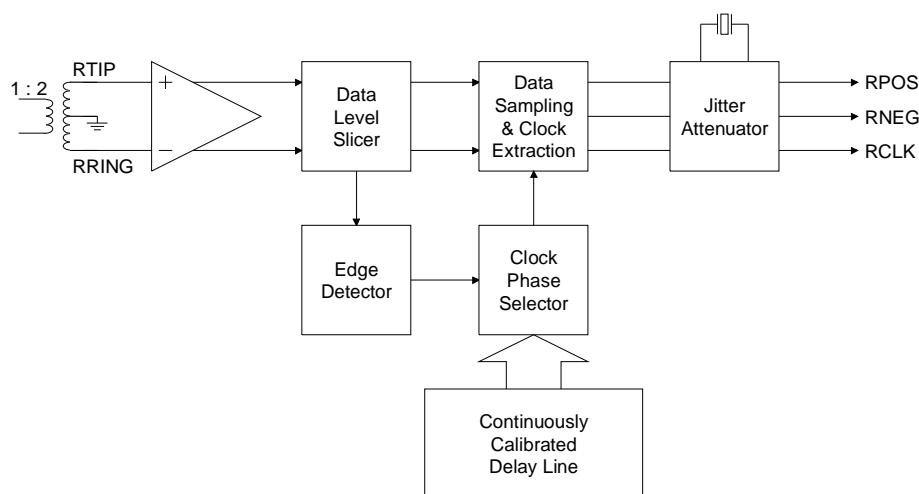 RTIP
1 : 2
RRING
+
−
Data
Level
Slicer
Data
Sampling
& Clock
Extraction
Jitter
Attenuator
RPOS
RNEG
RCLK
Edge
Detector
Clock
Phase
Selector
Continuously
Calibrated
Delay Line